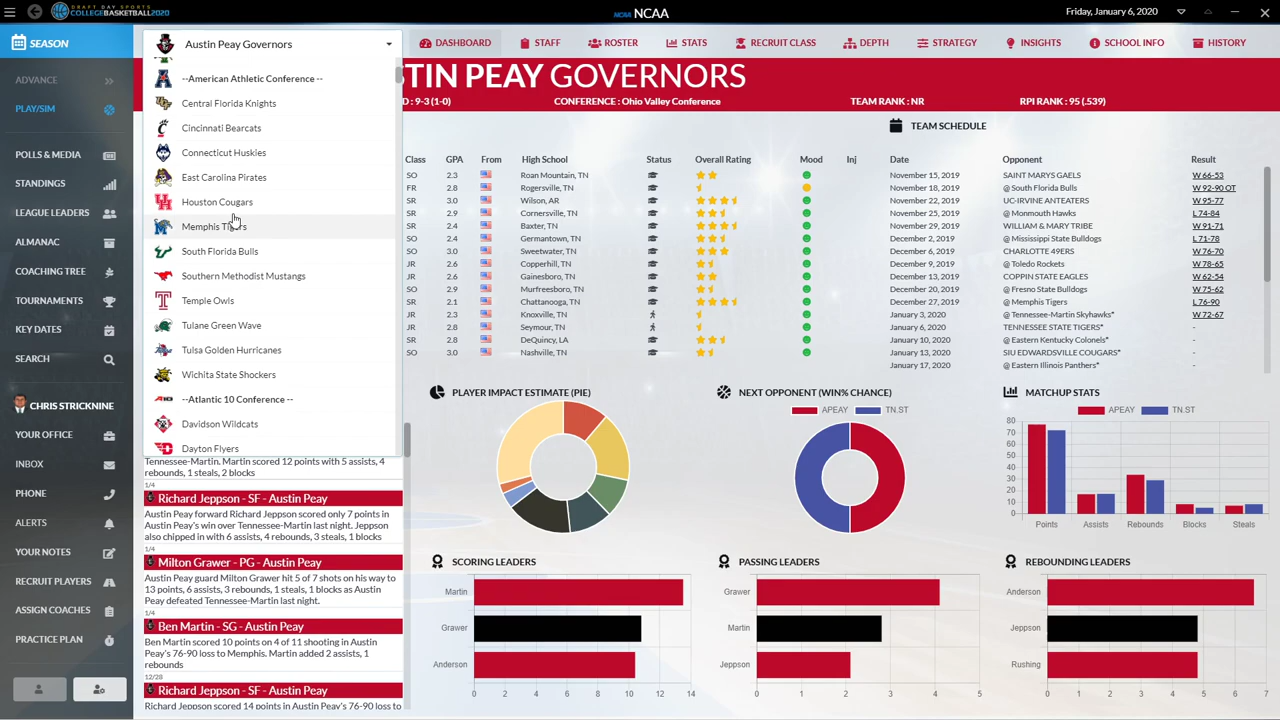 DRAFT DAY SPORTS
COLLEGE BASKETBALL 2020
NCAA NCAA
Friday, January 6, 2020
SEASON
Austin Peay Governors
DASHBOARD
STAFF
ROSTER
STATS
RECRUIT CLASS
DEPTH
STRATEGY
INSIGHTS
SCHOOL INFO
HISTORY
ADVANCE
PLAY/SIM
POLLS & MEDIA
STANDINGS
LEAGUE LEADERS
ALMANAC
COACHING TREE
TOURNAMENTS
KEY DATES
SEARCH
CHRIS STRICKNINE
YOUR OFFICE
INBOX
PHONE
ALERTS
YOUR NOTES
RECRUIT PLAYERS
ASSIGN COACHES
PRACTICE PLAN
--American Athletic Conference --
Central Florida Knights
Cincinnati Bearcats
Connecticut Huskies
East Carolina Pirates
Houston Cougars
Memphis Tigers
South Florida Bulls
Southern Methodist Mustangs
Temple Owls
Tulane Green Wave
Tulsa Golden Hurricanes
Wichita State Shockers
--Atlantic 10 Conference --
Davidson Wildcats
Dayton Flyers
TIN PEAY GOVERNORS
D : 9-3 (1-0)
CONFERENCE : Ohio Valley Conference
TEAM RANK : NR
RPI RANK : 95 (.539)
Class GPA From High School Status Overall Rating Mood Inj
SO 2.3 Roan Mountain, TN
FR 2.8 Rogersville, TN
SR 3.0 Wilson, AR
SR 2.9 Cornersville, TN
SR 2.4 Baxter, TN
SO 2.4 Germantown, TN
SO 3.0 Sweetwater, TN
JR 2.6 Copperhill, TN
JR 2.6 Gainesboro, TN
SO 2.9 Murfreesboro, TN
SR 2.1 Chattanooga, TN
JR 2.3 Knoxville, TN
JR 2.8 Seymour, TN
SR 2.8 DeQuincy, LA
SO 3.0 Nashville, TN
TEAM SCHEDULE
Date Opponent Result
November 15, 2019 SAINT MARYS GAELS W 66-53
November 18, 2019 @ South Florida Bulls W 92-90 OT
November 22, 2019 UC-IRVINE ANTEATERS W 95-77
November 25, 2019 @ Monmouth Hawks L 74-84
November 29, 2019 WILLIAM & MARY TRIBE W 91-71
December 2, 2019 @ Mississippi State Bulldogs L 71-78
December 6, 2019 CHARLOTTE 49ERS W 76-70
December 9, 2019 @ Toledo Rockets W 78-65
December 13, 2019 COPPIN STATE EAGLES W 62-54
December 20, 2019 @ Fresno State Bulldogs W 75-62
December 27, 2019 @ Memphis Tigers L 76-90
January 3, 2020 @ Tennessee-Martin Skyhawks* W 72-67
January 6, 2020 TENNESSEE STATE TIGERS* -
January 10, 2020 @ Eastern Kentucky Colonels* -
January 13, 2020 SIU EDWARDSVILLE COUGARS* -
January 17, 2020 @ Eastern Illinois Panthers* -
Tennessee-Martin. Martin scored 12 points with 5 assists, 4
rebounds, 1 steals, 2 blocks
1/4
Richard Jeppson - SF - Austin Peay
Austin Peay forward Richard Jeppson scored only 7 points in
Austin Peay's win over Tennessee-Martin last night. Jeppson
also chipped in with 6 assists, 4 rebounds, 3 steals, 1 blocks
1/4
Milton Grawer - PG - Austin Peay
Austin Peay guard Milton Grawer hit 5 of 7 shots on his way to
13 points, 6 assists, 3 rebounds, 1 steals, 1 blocks as Austin
Peay defeated Tennessee-Martin last night.
1/4
Ben Martin - SG - Austin Peay
Ben Martin scored 10 points on 4 of 11 shooting in Austin
Peay's 76-90 loss to Memphis. Martin added 2 assists, 1
rebounds
12/28
Richard Jeppson - SF - Austin Peay
Richard Jeppson scored 14 points in Austin Peay's 76-90 loss to
PLAYER IMPACT ESTIMATE (PIE)
NEXT OPPONENT (WIN% CHANCE)
APEAY TN.ST
MATCHUP STATS
APEAY TN.ST
80
70
60
50
40
30
20
10
0
Points Assists Rebounds Blocks Steals
SCORING LEADERS
Martin
Grawer
Anderson
0 2 4 6 8 10 12 14
PASSING LEADERS
Grawer
Martin
Jeppson
0 1 2 3 4 5
REBOUNDING LEADERS
Anderson
Jeppson
Rushing
0 1 2 3 4 5 6 7